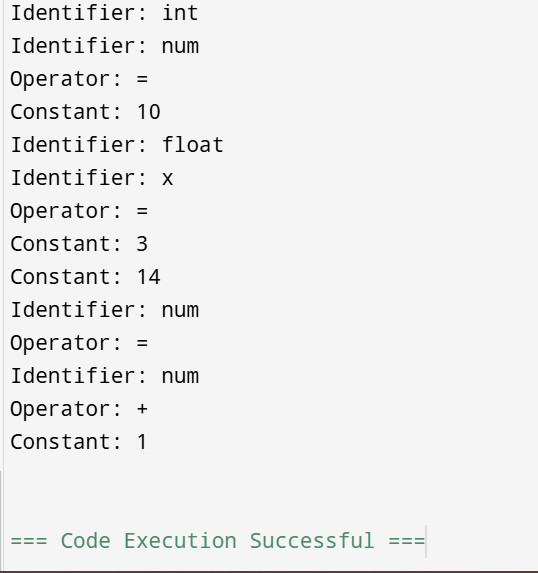 Identifier: int
Identifier: num
Operator: =
Constant: 10
Identifier: float
Identifier: x
Operator: =
Constant: 3
Constant: 14
Identifier: num
Operator: =
Identifier: num
Operator: +
Constant: 1
=== Code Execution Successful ===